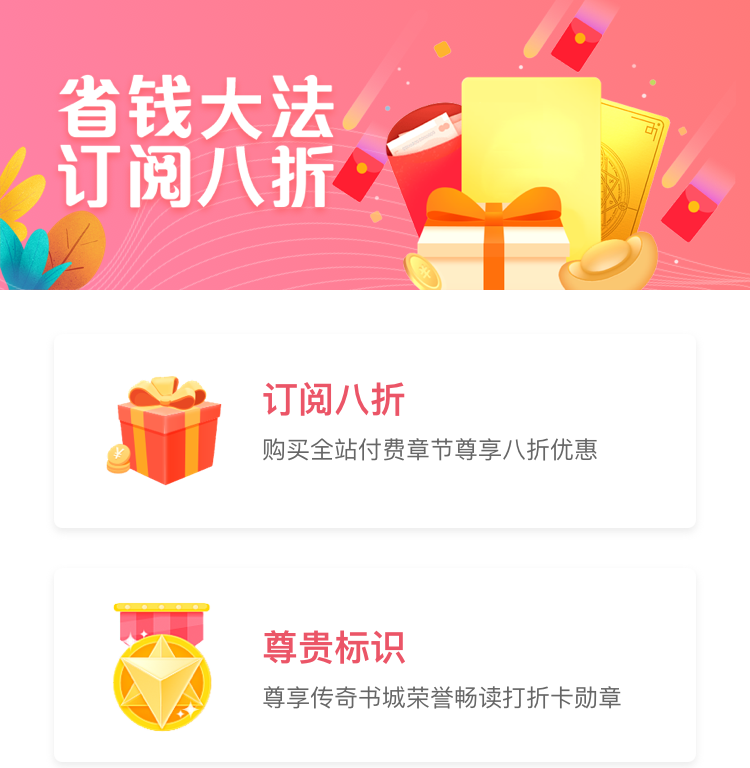 省钱大法
订阅八折
订阅八折
购买全站付费章节尊享八折优惠
尊贵标识
尊享传奇书城荣誉畅读打折卡勋章